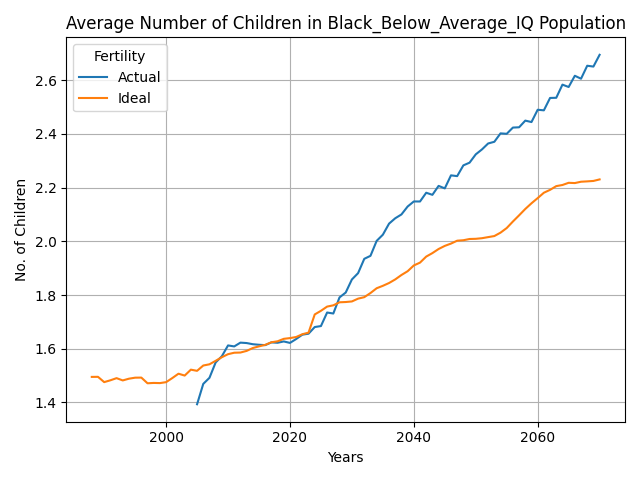 Average Number of Children in Black_Below_Average_IQ Population
Fertility
Actual
Ideal
No. of Children
2.6
2.4
2.2
2.0
1.8
1.6
1.4
2000
2020
2040
2060
Years